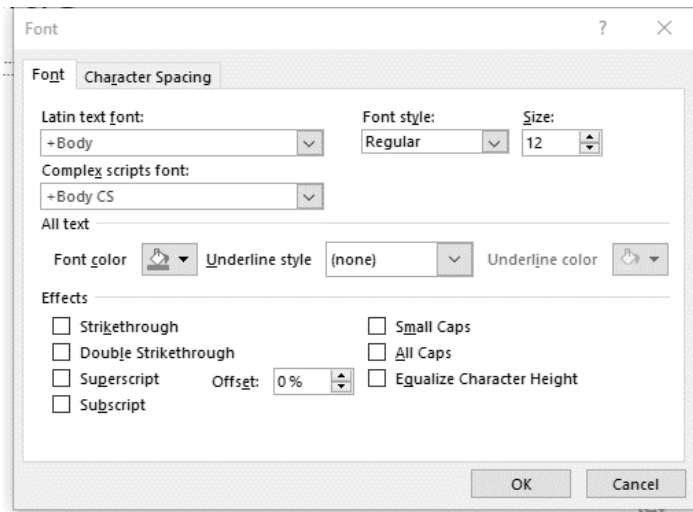 Font
Font Character Spacing
Latin text font: Font style: Size:
+Body Regular 12
Complex scripts font:
+Body CS
All text
Font color Underline style (none) Underline color
Effects
Strikethrough Small Caps
Double Strikethrough All Caps
Superscript Offset: 0% Equalize Character Height
Subscript
OK Cancel